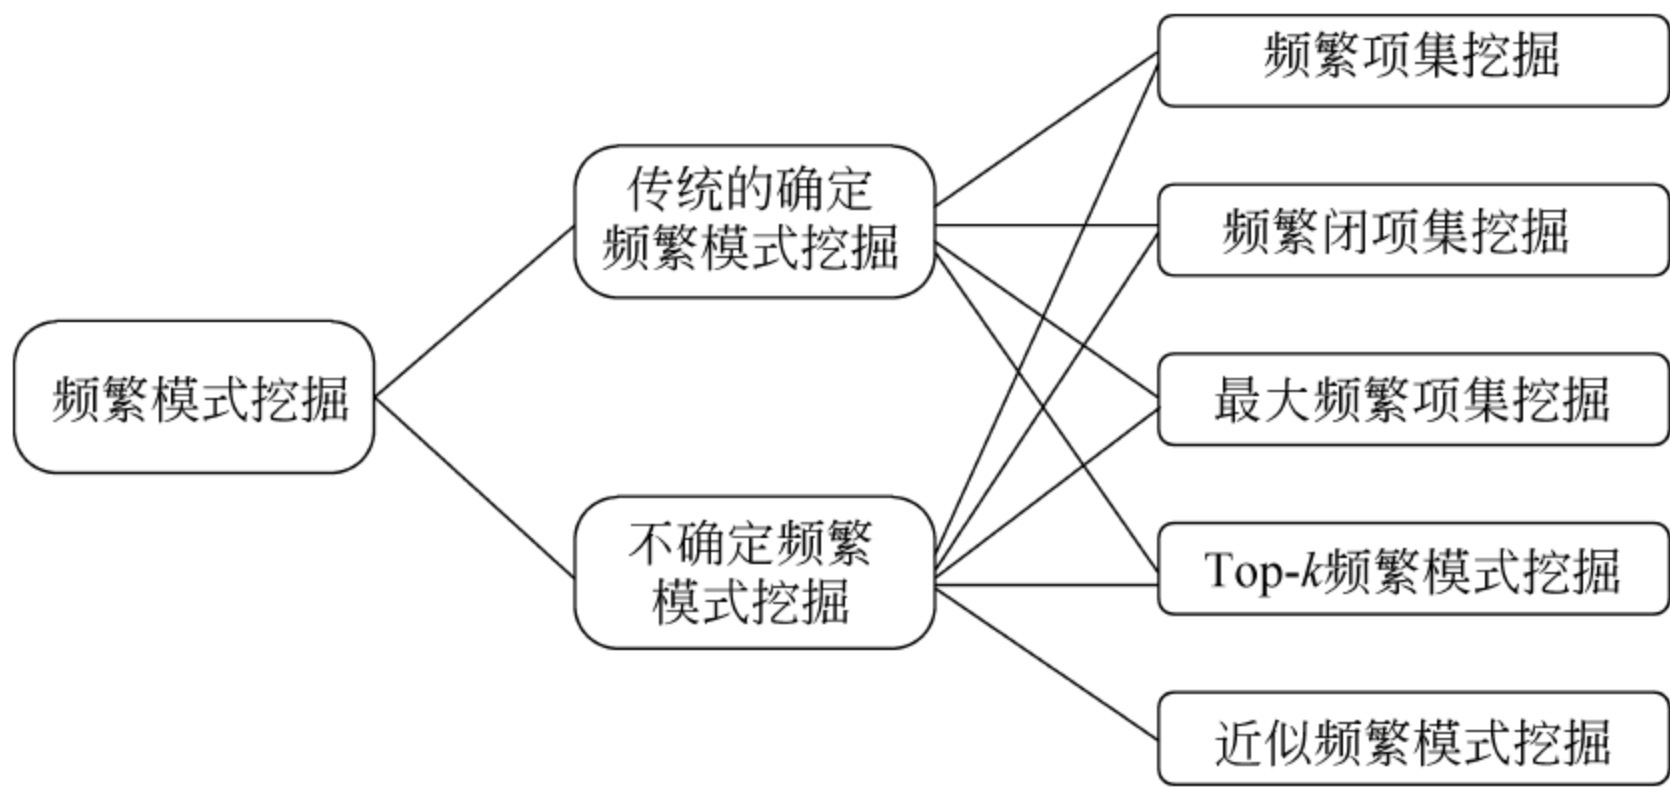 频繁模式挖掘
传统的确定
频繁模式挖掘
不确定频繁
模式挖掘
频繁项集挖掘
频繁闭项集挖掘
最大频繁项集挖掘
Top-k频繁模式挖掘
近似频繁模式挖掘